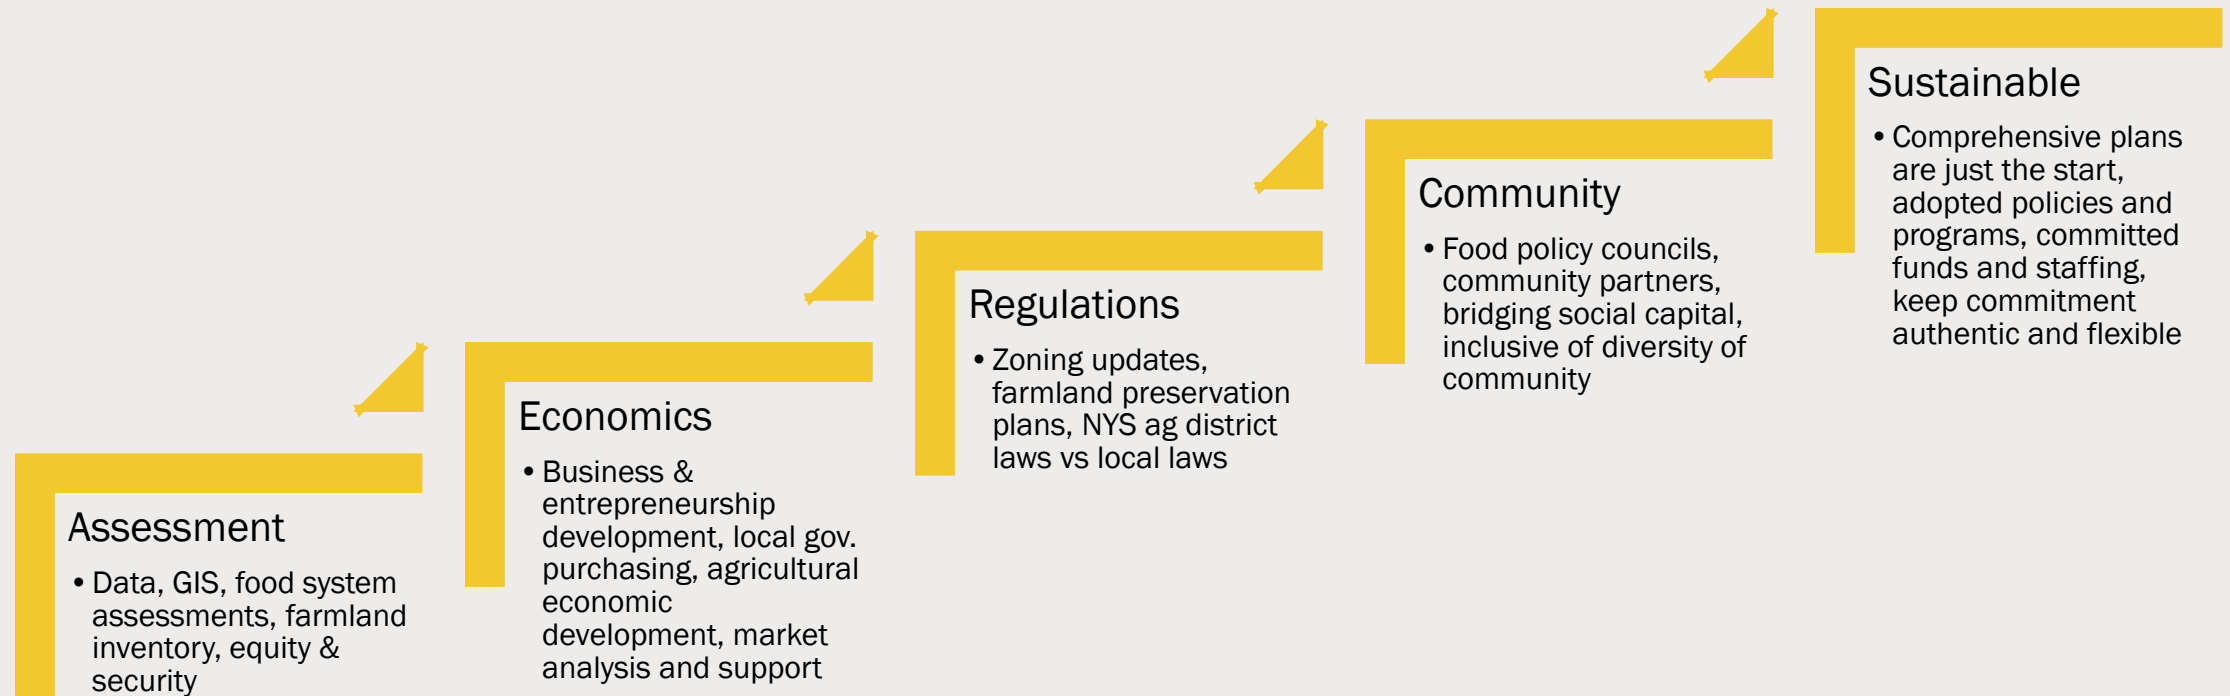 Assessment
• Data, GIS, food system
assessments, farmland
inventory, equity &
security
Economics
• Business &
entrepreneurship
development, local gov.
purchasing, agricultural
economic
development, market
analysis and support
Regulations
• Zoning updates,
farmland preservation
plans, NYS ag district
laws vs local laws
Community
• Food policy councils,
community partners,
bridging social capital,
inclusive of diversity of
community
Sustainable
• Comprehensive plans
are just the start,
adopted policies and
programs, committed
funds and staffing,
keep commitment
authentic and flexible